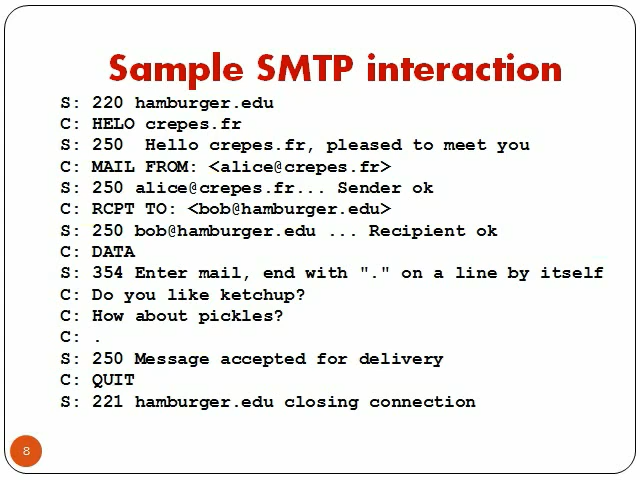 Sample SMTP interaction
S: 220 hamburger.edu
C: HELO crepes.fr
S: 250  Hello crepes.fr, pleased to meet you
C: MAIL FROM: <alice@crepes.fr>
S: 250 alice@crepes.fr... Sender ok
C: RCPT TO: <bob@hamburger.edu>
S: 250 bob@hamburger.edu ... Recipient ok
C: DATA
S: 354 Enter mail, end with "." on a line by itself
C: Do you like ketchup?
C: How about pickles?
C: .
S: 250 Message accepted for delivery
C: QUIT
S: 221 hamburger.edu closing connection
8